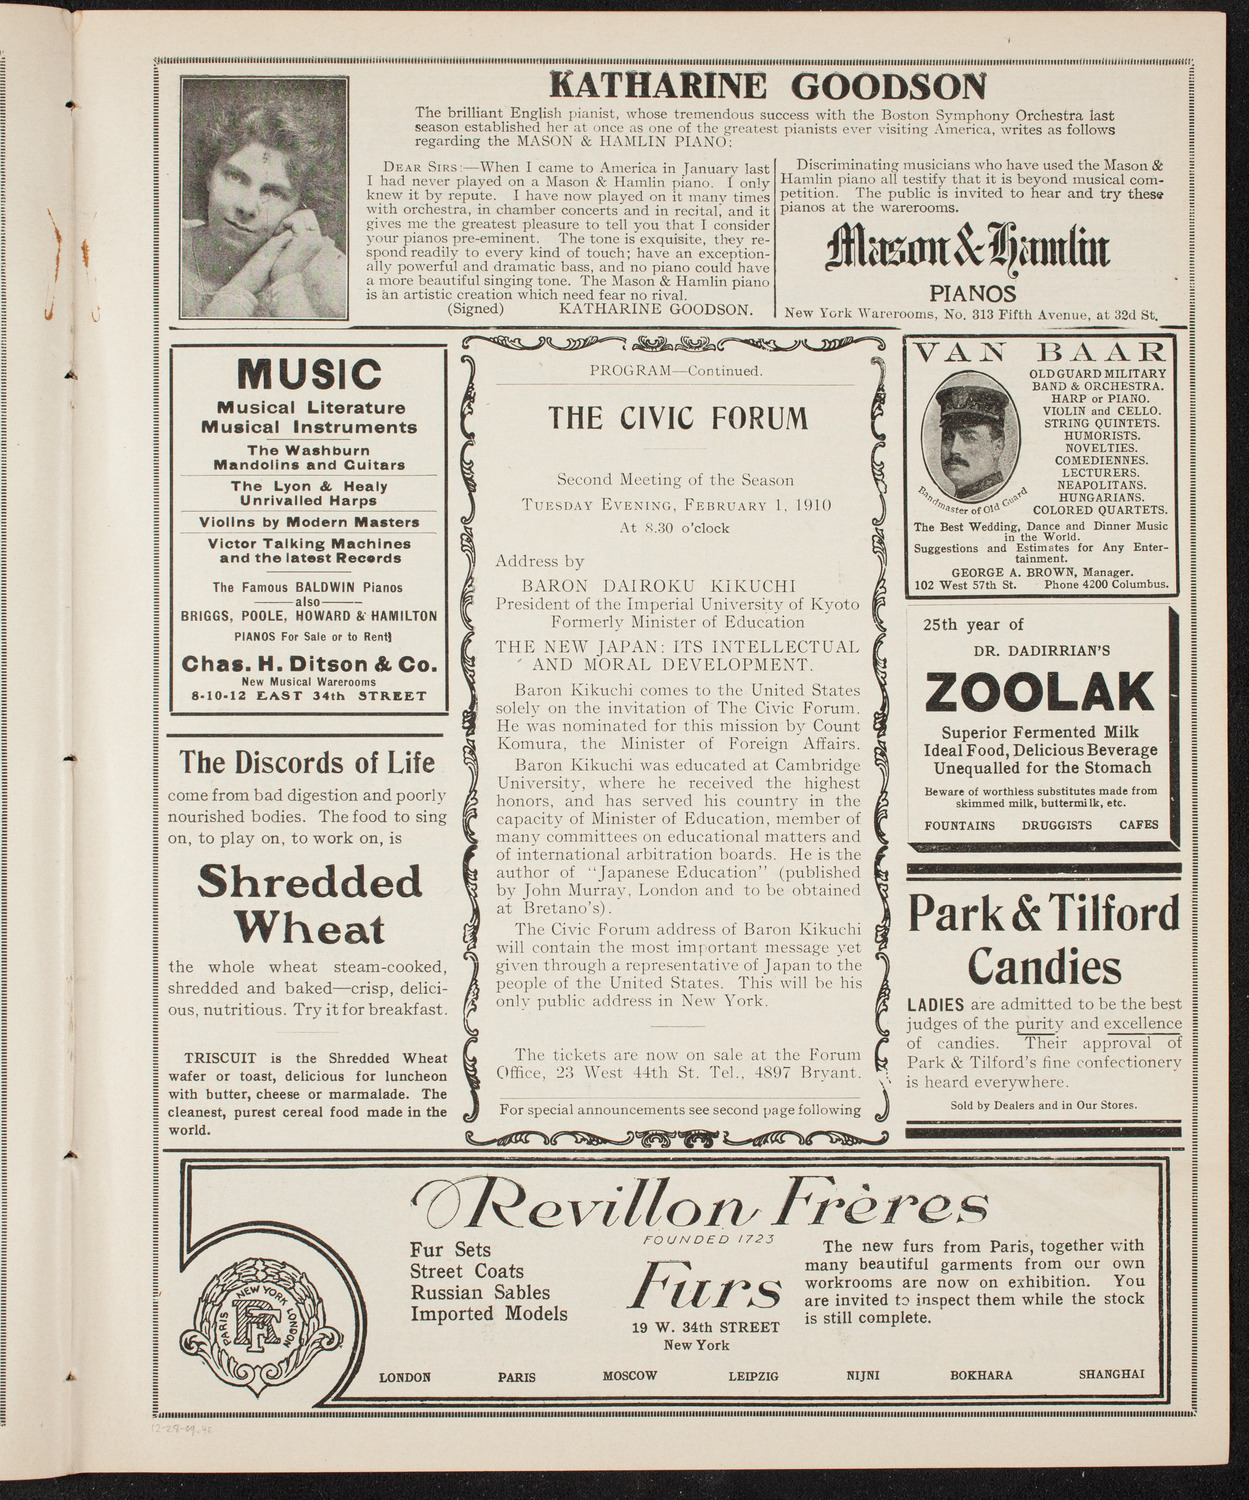 KATHARINE GOODSON
The brilliant English pianist, whose tremendous success with the Boston Symphony Orchestra last
season established her at once as one of the greatest pianists ever visiting America, writes as follows
regarding the MASON & HAMLIN PIANO:
DEAR SIRS:—When I came to America in January last
I had never played on a Mason & Hamlin piano. I only
knew it by repute. I have now played on it many times
with orchestra, in chamber concerts and in recital, and it
gives me the greatest pleasure to tell you that I consider
your pianos pre-eminent. The tone is exquisite, they re-
spond readily to every kind of touch; have an exception-
ally powerful and dramatic bass, and no piano could have
a more beautiful singing tone. The Mason & Hamlin piano
is an artistic creation which need fear no rival.
(Signed) KATHARINE GOODSON.
Discriminating musicians who have used the Mason &
Hamlin piano all testify that it is beyond musical com-
petition. The public is invited to hear and try these
pianos at the warerooms.
Mason & Hamlin
PIANOS
New York Warerooms, No. 313 Fifth Avenue, at 32d St.
MUSIC
Musical Literature
Musical Instruments
The Washburn
Mandolins and Guitars
The Lyon & Healy
Unrivalled Harps
Violins by Modern Masters
Victor Talking Machines
and the latest Records
The Famous BALDWIN Pianos
also
BRIGGS, POOLE, HOWARD & HAMILTON
PIANOS For Sale or to Rent
Chas. H. Ditson & Co.
New Musical Warerooms
8-10-12 EAST 34th STREET
The Discords of Life
come from bad digestion and poorly
nourished bodies. The food to sing
on, to play on, to work on, is
Shredded
Wheat
the whole wheat steam-cooked,
shredded and baked—crisp, delici-
ous, nutritious. Try it for breakfast.
TRISCUIT is the Shredded Wheat
wafer or toast, delicious for luncheon
with butter, cheese or marmalade. The
cleanest, purest cereal food made in the
world.
PROGRAM—Continued.
THE CIVIC FORUM
Second Meeting of the Season
TUESDAY EVENING, FEBRUARY 1, 1910
At 8.30 o'clock
Address by
BARON DAIROKU KIKUCHI
President of the Imperial University of Kyoto
Formerly Minister of Education
THE NEW JAPAN: ITS INTELLECTUAL
AND MORAL DEVELOPMENT.
Baron Kikuchi comes to the United States
solely on the invitation of The Civic Forum.
He was nominated for this mission by Count
Komura, the Minister of Foreign Affairs.
Baron Kikuchi was educated at Cambridge
University, where he received the highest
honors, and has served his country in the
capacity of Minister of Education, member of
many committees on educational matters and
of international arbitration boards. He is the
author of "Japanese Education" (published
by John Murray, London and to be obtained
at Bretano's).
The Civic Forum address of Baron Kikuchi
will contain the most important message yet
given through a representative of Japan to the
people of the United States. This will be his
only public address in New York.
The tickets are now on sale at the Forum
Office, 23 West 44th St. Tel., 4897 Bryant.
For special announcements see second page following
VAN BAAR
OLD GUARD MILITARY
BAND & ORCHESTRA.
HARP or PIANO.
VIOLIN and CELLO.
STRING QUINTETS.
HUMORISTS.
NOVELTIES.
COMEDIENNES.
LECTURERS.
NEAPOLITANS.
HUNGARIANS.
COLORED QUARTETS.
Bandmaster of Old Guard
The Best Wedding, Dance and Dinner Music
in the World.
Suggestions and Estimates for Any Enter-
tainment.
GEORGE A. BROWN, Manager.
102 West 57th St. Phone 4200 Columbus.
25th year of
DR. DADIRRIAN'S
ZOOLAK
Superior Fermented Milk
Ideal Food, Delicious Beverage
Unequalled for the Stomach
Beware of worthless substitutes made from
skimmed milk, buttermilk, etc.
FOUNTAINS DRUGGISTS CAFES
Park & Tilford
Candies
LADIES are admitted to be the best
judges of the purity and excellence
of candies. Their approval of
Park & Tilford's fine confectionery
is heard everywhere.
Sold by Dealers and in Our Stores.
Revillon Frères
FOUNDED 1723
Fur Sets
Street Coats
Russian Sables
Imported Models
Furs
19 W. 34th STREET
New York
The new furs from Paris, together with
many beautiful garments from our own
workrooms are now on exhibition. You
are invited to inspect them while the stock
is still complete.
PARIS NEW YORK LONDON
LONDON PARIS MOSCOW LEIPZIG NIJNI BOKHARA SHANGHAI